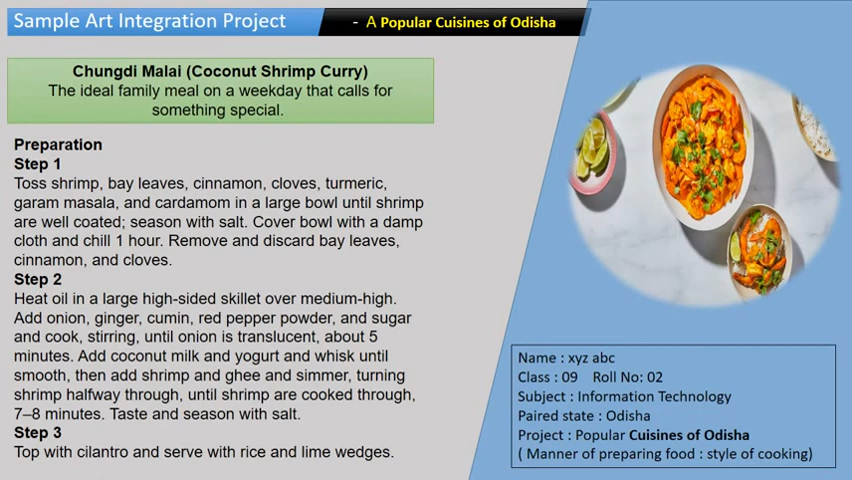 Sample Art Integration Project
- A Popular Cuisines of Odisha
Chungdi Malai (Coconut Shrimp Curry)
The ideal family meal on a weekday that calls for
something special.
Preparation
Step 1
Toss shrimp, bay leaves, cinnamon, cloves, turmeric,
garam masala, and cardamom in a large bowl until shrimp
are well coated; season with salt. Cover bowl with a damp
cloth and chill 1 hour. Remove and discard bay leaves,
cinnamon, and cloves.
Step 2
Heat oil in a large high-sided skillet over medium-high.
Add onion, ginger, cumin, red pepper powder, and sugar
and cook, stirring, until onion is translucent, about 5
minutes. Add coconut milk and yogurt and whisk until
smooth, then add shrimp and ghee and simmer, turning
shrimp halfway through, until shrimp are cooked through,
7–8 minutes. Taste and season with salt.
Step 3
Top with cilantro and serve with rice and lime wedges.
Name : xyz abc
Class : 09 Roll No: 02
Subject : Information Technology
Paired state : Odisha
Project : Popular Cuisines of Odisha
( Manner of preparing food : style of cooking)